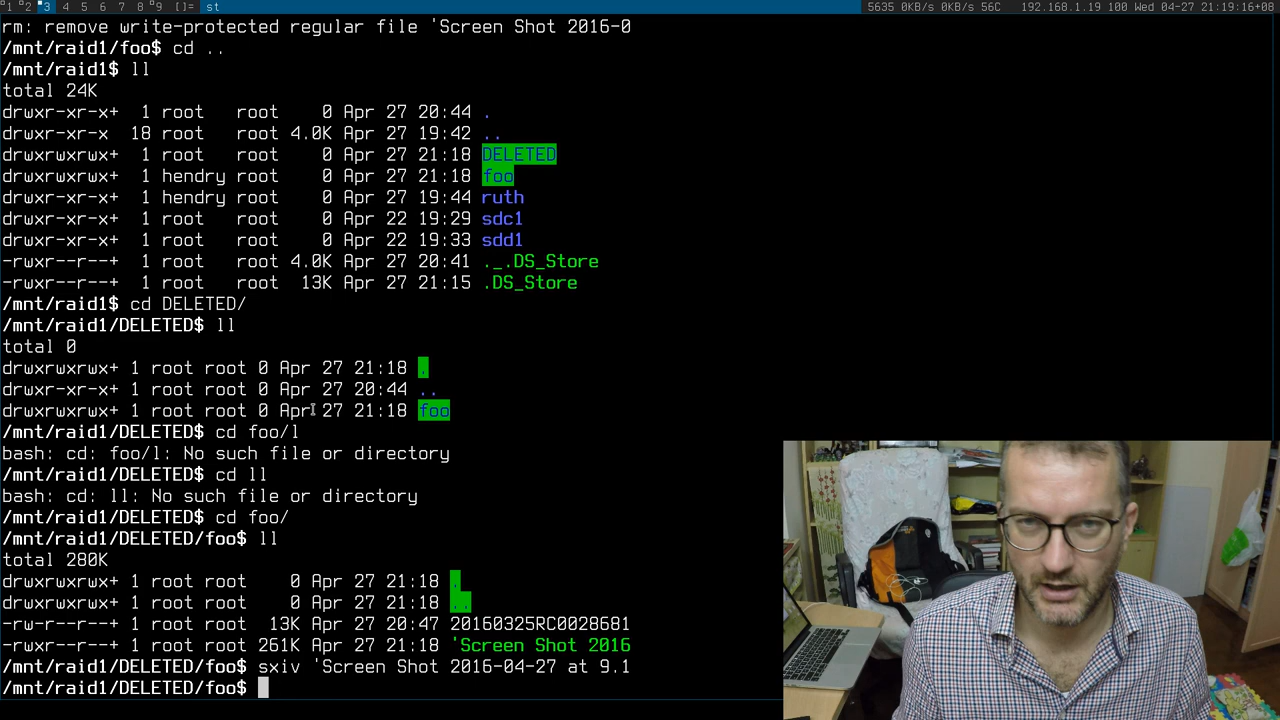 1 2 3 4 5 6 7 8 9 []= st 5635 0KB/s 0KB/s 56C 192.168.1.19 100 Wed 04-27 21:19:16+08
rm: remove write-protected regular file 'Screen Shot 2016-0
/mnt/raid1/foo$ cd ..
/mnt/raid1$ ll
total 24K
drwxr-xr-x+ 1 root root 0 Apr 27 20:44 .
drwxr-xr-x 18 root root 4.0K Apr 27 19:42 ..
drwxrwxrwx+ 1 root root 0 Apr 27 21:18 DELETED
drwxrwxrwx+ 1 hendry root 0 Apr 27 21:18 foo
drwxr-xr-x+ 1 hendry root 0 Apr 27 19:44 ruth
drwxr-xr-x+ 1 root root 0 Apr 22 19:29 sdc1
drwxr-xr-x+ 1 root root 0 Apr 22 19:33 sdd1
-rwxr--r--+ 1 root root 4.0K Apr 27 20:41 ._.DS_Store
-rwxr--r--+ 1 root root 13K Apr 27 21:15 .DS_Store
/mnt/raid1$ cd DELETED/
/mnt/raid1/DELETED$ ll
total 0
drwxrwxrwx+ 1 root root 0 Apr 27 21:18 .
drwxr-xr-x+ 1 root root 0 Apr 27 20:44 ..
drwxrwxrwx+ 1 root root 0 Apr 27 21:18 foo
/mnt/raid1/DELETED$ cd foo/l
bash: cd: foo/l: No such file or directory
/mnt/raid1/DELETED$ cd ll
bash: cd: ll: No such file or directory
/mnt/raid1/DELETED$ cd foo/
/mnt/raid1/DELETED/foo$ ll
total 280K
drwxrwxrwx+ 1 root root 0 Apr 27 21:18 .
drwxrwxrwx+ 1 root root 0 Apr 27 21:18 ..
-rw-r--r--+ 1 root root 13K Apr 27 20:47 20160325RC0028681
-rwxr--r--+ 1 root root 261K Apr 27 21:18 'Screen Shot 2016
/mnt/raid1/DELETED/foo$ sxiv 'Screen Shot 2016-04-27 at 9.1
/mnt/raid1/DELETED/foo$